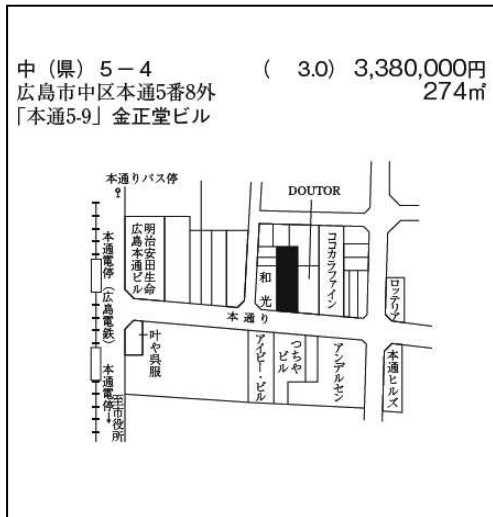 中（県）５－４　（　3.0）3,380,000円
広島市中区本通5番8外　274㎡
「本通5-9」金正堂ビル
本通りバス停
DOUTOR
明治安田生命
広島本通ビル
和光
ココカラファイン
ロッテリア
本通電停（広島電鉄）
本通り
叶や呉服
アイビー・ビル
つちやビル
アンデルセン
本通ヒルズ
本通電停
至市役所